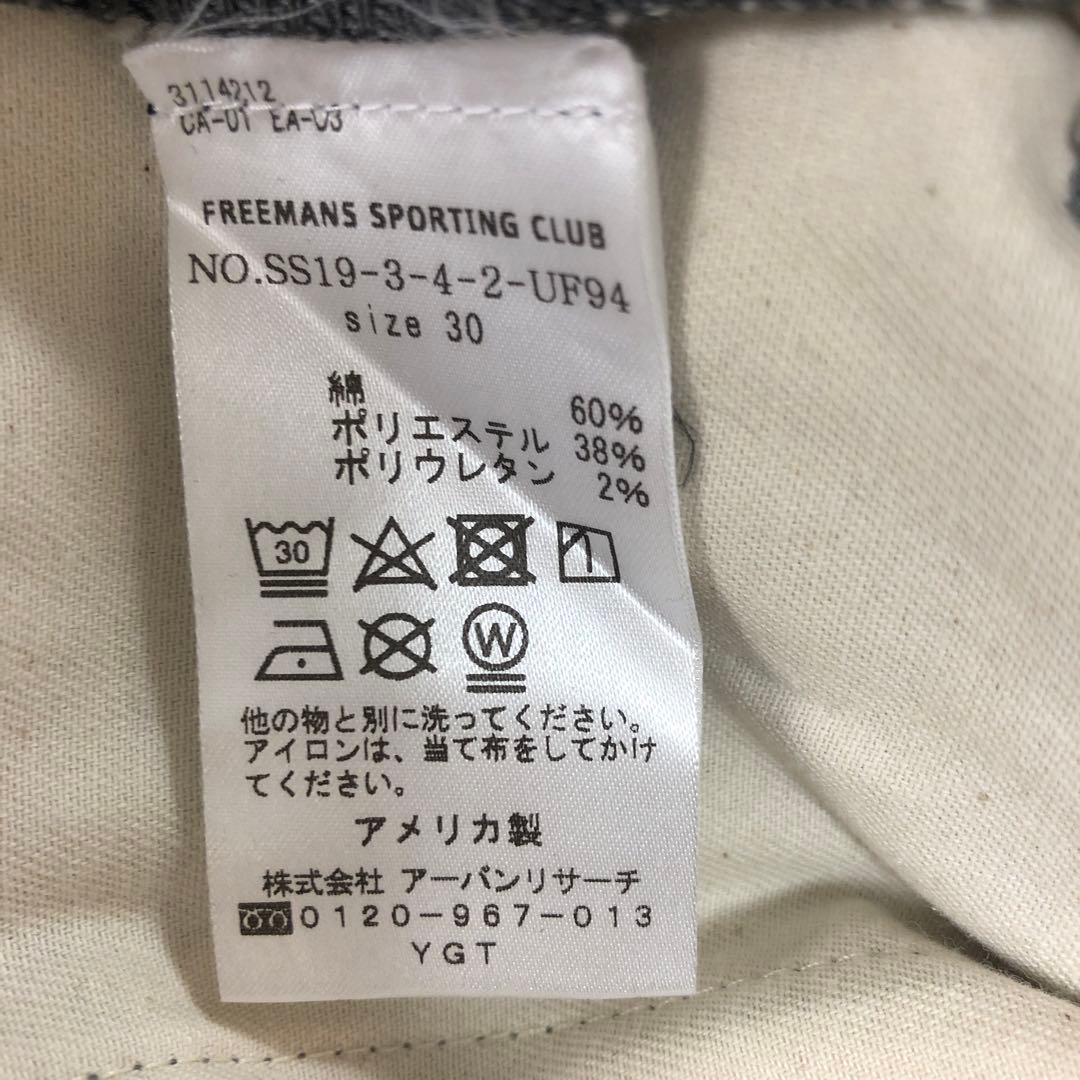 3114212
CA-01 EA-03
FREEMANS SPORTING CLUB
NO.SS19-3-4-2-UF94
size 30
綿 60%
ポリエステル 38%
ポリウレタン 2%
30
W
他の物と別に洗ってください。
アイロンは、当て布をしてかけ
てください。
アメリカ製
株式会社 アーバンリサーチ
0120-967-013
YGT